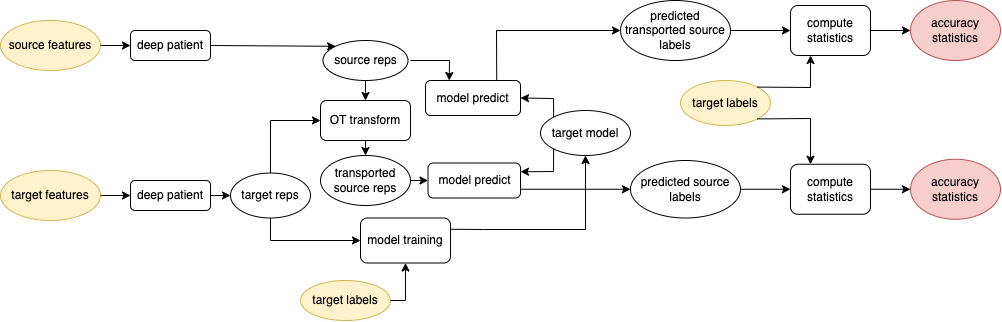 source features
deep patient
source reps
predicted
transported source
labels
compute
statistics
accuracy
statistics
model predict
target labels
OT transform
target model
transported
source reps
model predict
target features
deep patient
target reps
predicted source
labels
compute
statistics
accuracy
statistics
model training
target labels